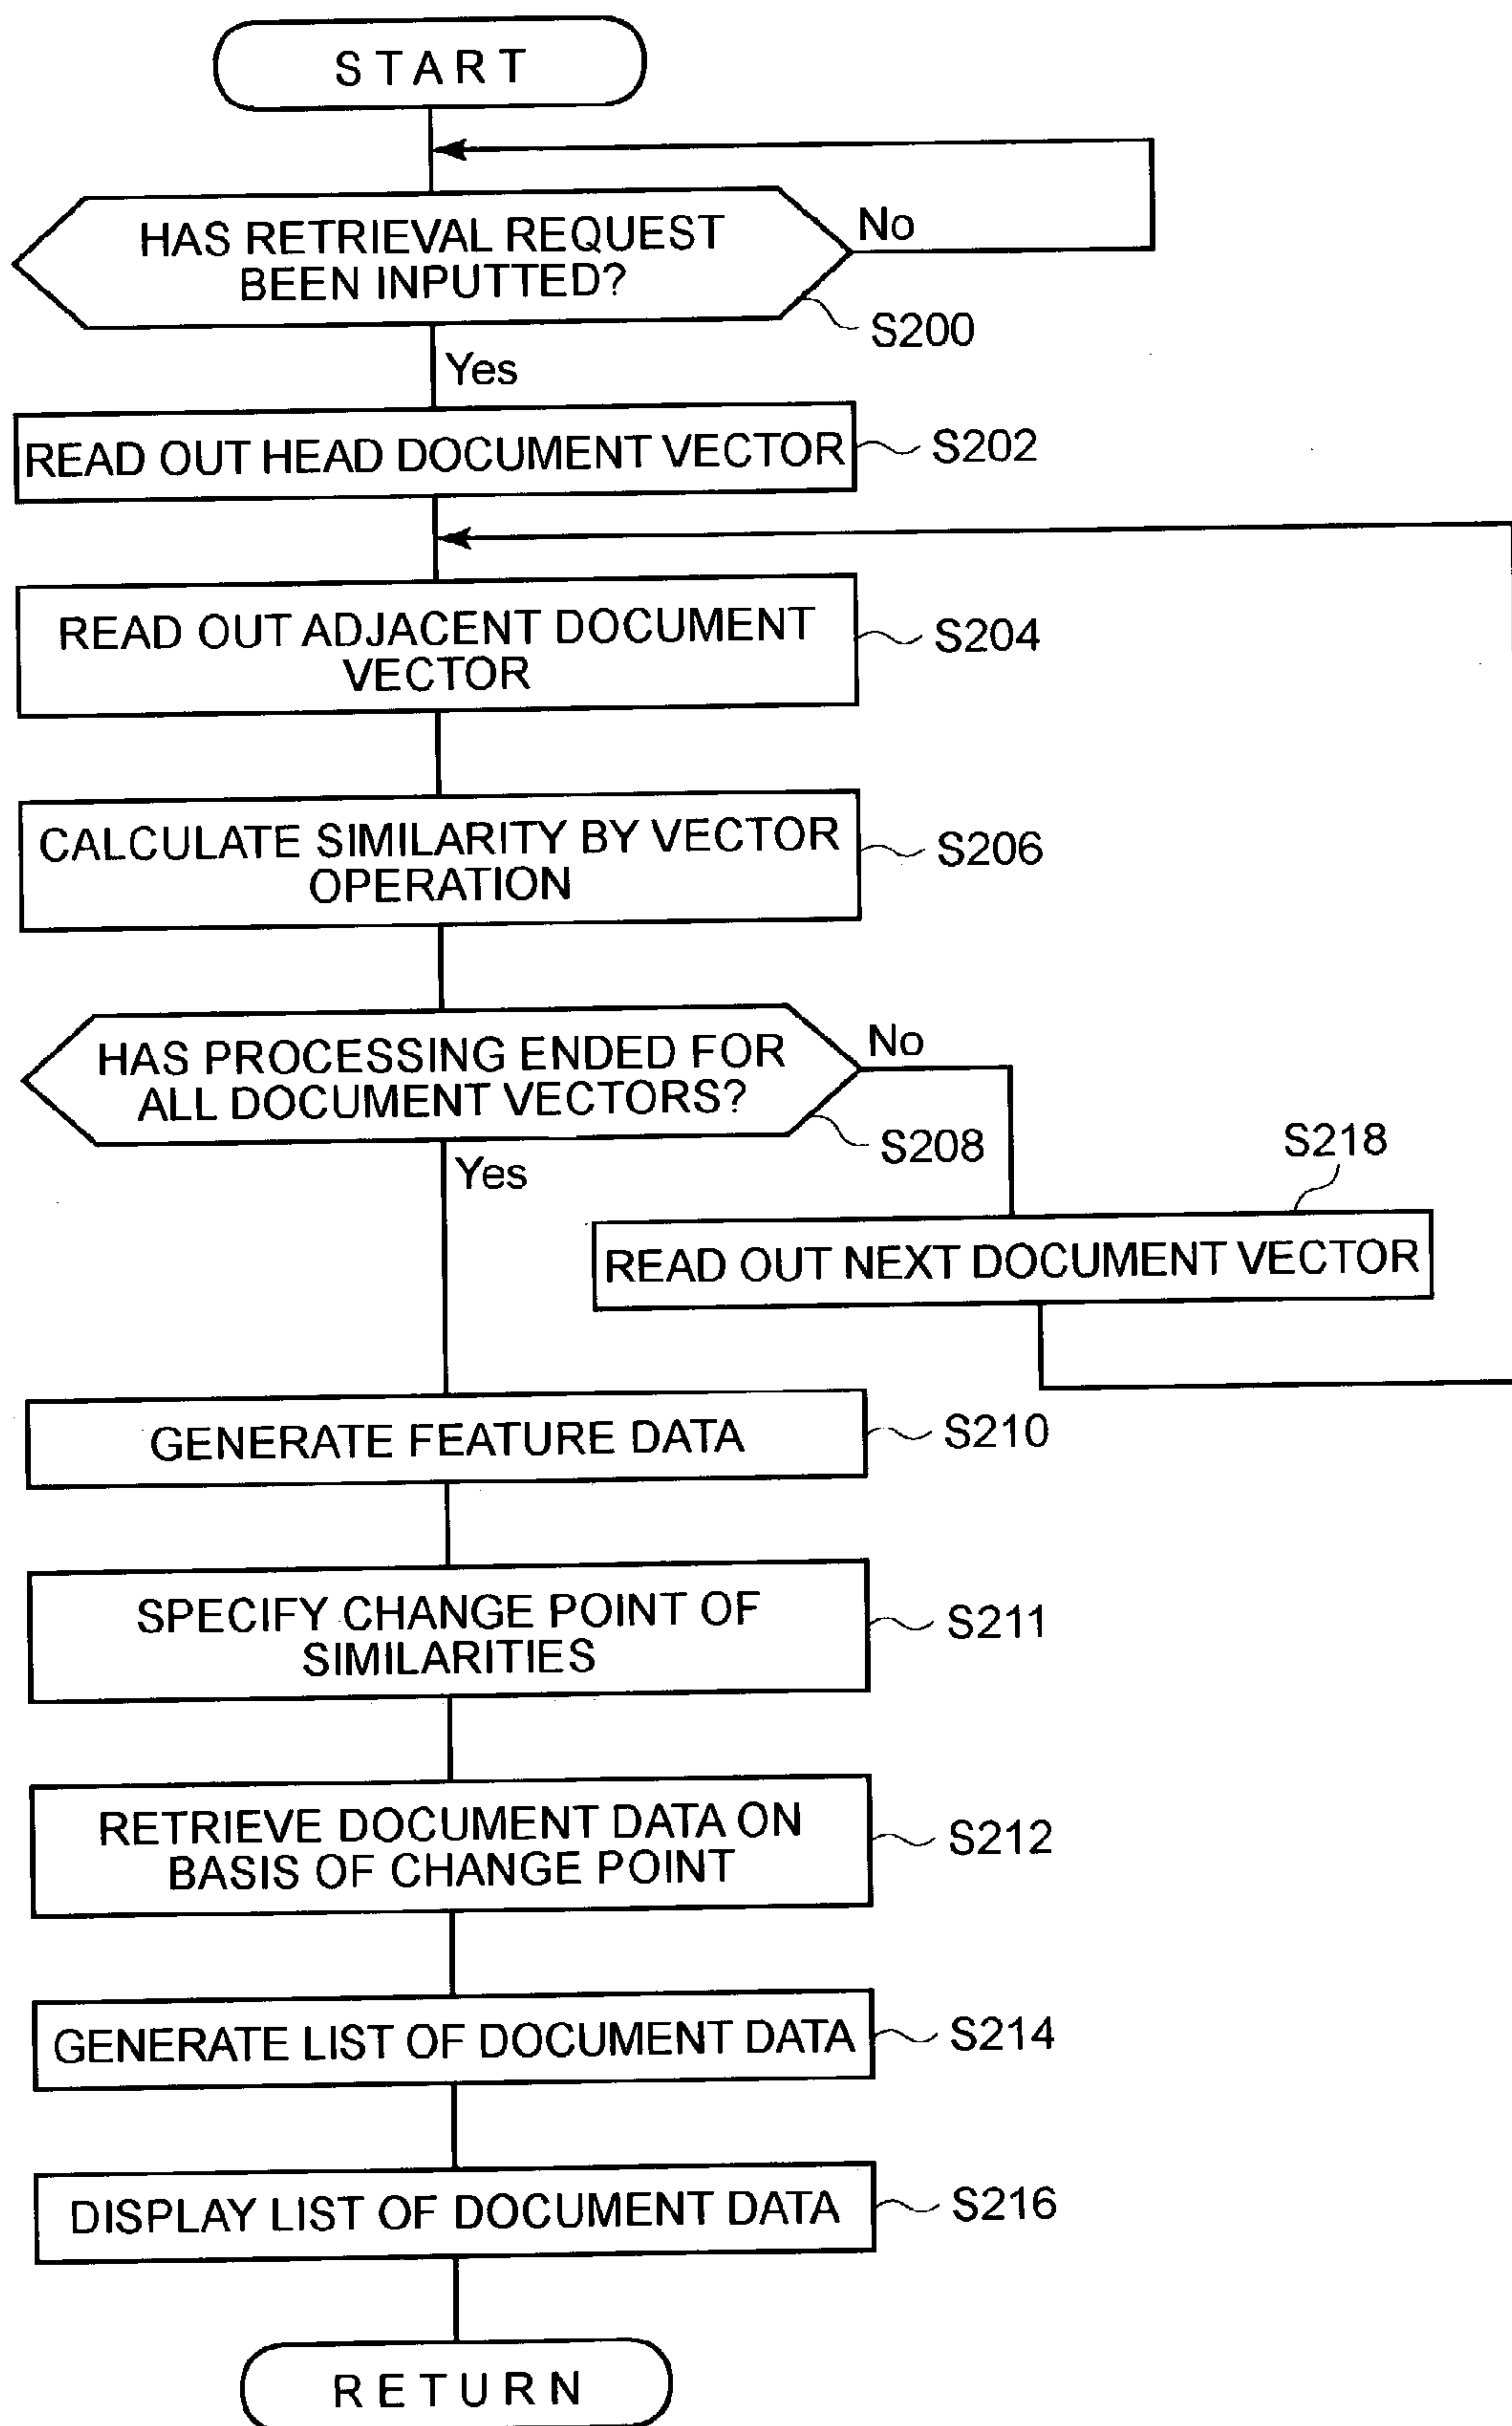 START
HAS RETRIEVAL REQUEST
BEEN INPUTTED?
No
S200
Yes
READ OUT HEAD DOCUMENT VECTOR
S202
READ OUT ADJACENT DOCUMENT
VECTOR
S204
CALCULATE SIMILARITY BY VECTOR
OPERATION
S206
HAS PROCESSING ENDED FOR
ALL DOCUMENT VECTORS?
No
S208
Yes
S218
READ OUT NEXT DOCUMENT VECTOR
GENERATE FEATURE DATA
S210
SPECIFY CHANGE POINT OF
SIMILARITIES
S211
RETRIEVE DOCUMENT DATA ON
BASIS OF CHANGE POINT
S212
GENERATE LIST OF DOCUMENT DATA
S214
DISPLAY LIST OF DOCUMENT DATA
S216
RETURN